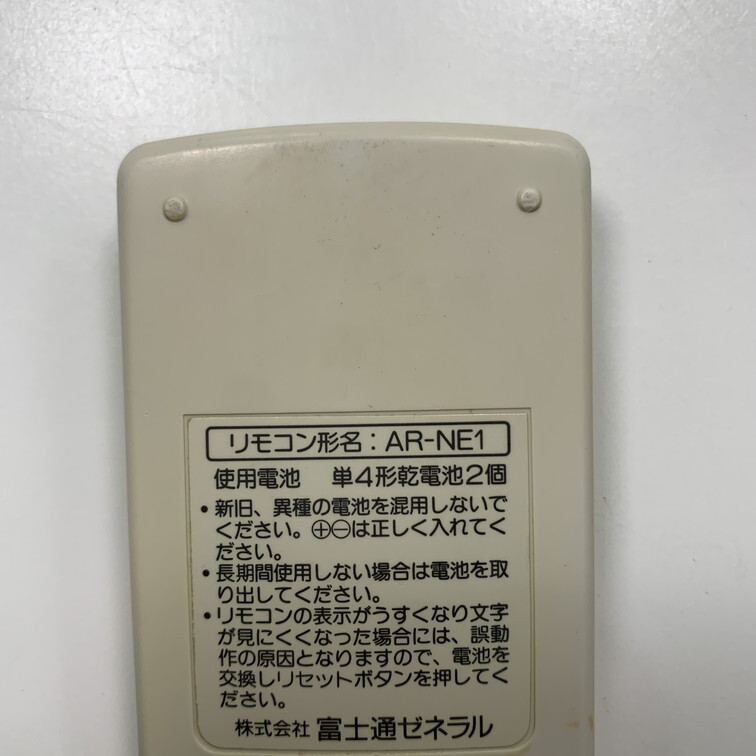 リモコン形名：AR-NE1
使用電池　単4形乾電池2個
・新旧、異種の電池を混用しないで
ください。⊕⊖は正しく入れてく
ださい。
・長期間使用しない場合は電池を取
り出してください。
・リモコンの表示がうすくなり文字
が見にくくなった場合には、誤動
作の原因となりますので、電池を
交換しリセットボタンを押してく
ださい。
株式会社 富士通ゼネラル